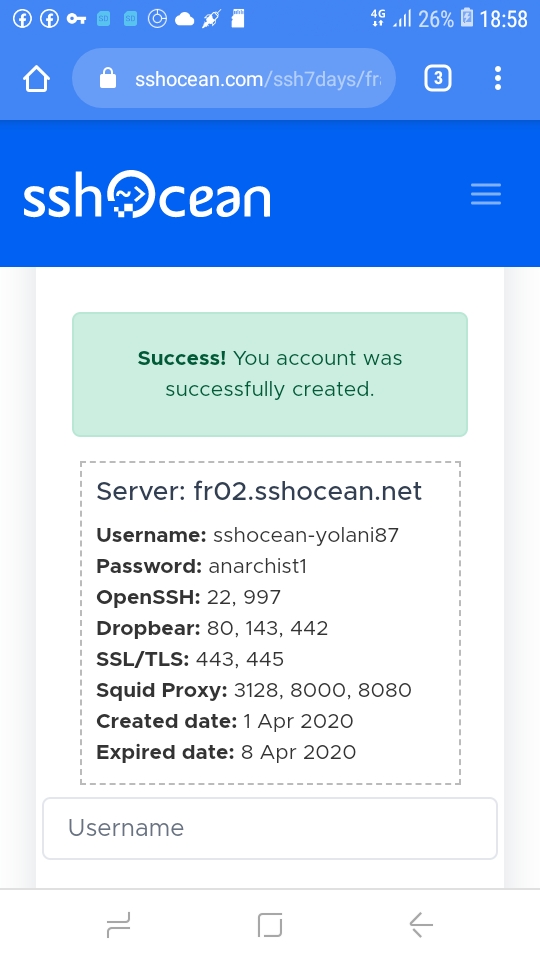 4G 26% 18:58
sshocean.com/ssh7days/fr
3
sshOcean
Success! You account was
successfully created.
Server: fr02.sshocean.net
Username: sshocean-yolani87
Password: anarchist1
OpenSSH: 22, 997
Dropbear: 80, 143, 442
SSL/TLS: 443, 445
Squid Proxy: 3128, 8000, 8080
Created date: 1 Apr 2020
Expired date: 8 Apr 2020
Username